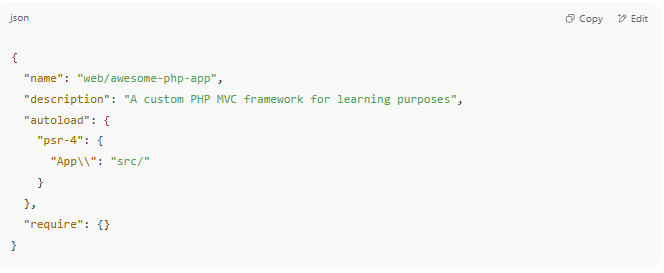 json
Copy
Edit
{
  "name": "web/awesome-php-app",
  "description": "A custom PHP MVC framework for learning purposes",
  "autoload": {
    "psr-4": {
      "App\\": "src/"
    }
  },
  "require": {}
}